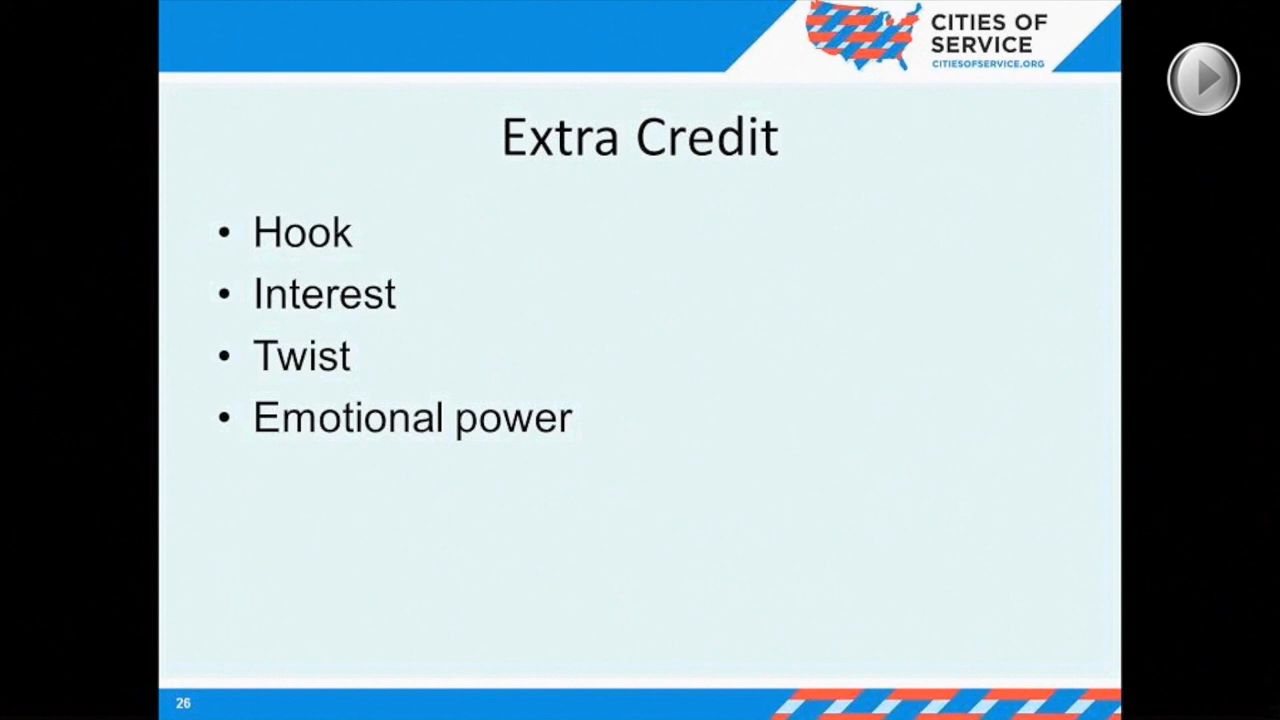 CITIES OF
SERVICE
CITIESOFSERVICE.ORG
Extra Credit
• Hook
• Interest
• Twist
• Emotional power
26